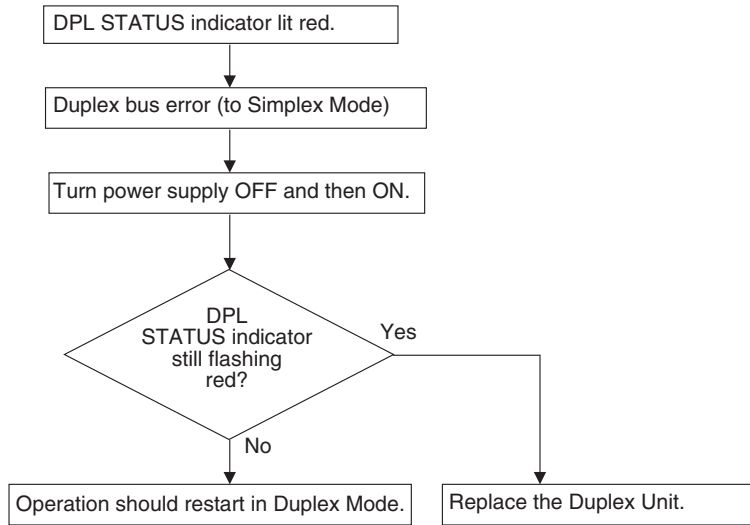 DPL STATUS indicator lit red.
Duplex bus error (to Simplex Mode)
Turn power supply OFF and then ON.
DPL
STATUS indicator
still flashing
red?
Yes
No
Operation should restart in Duplex Mode.
Replace the Duplex Unit.